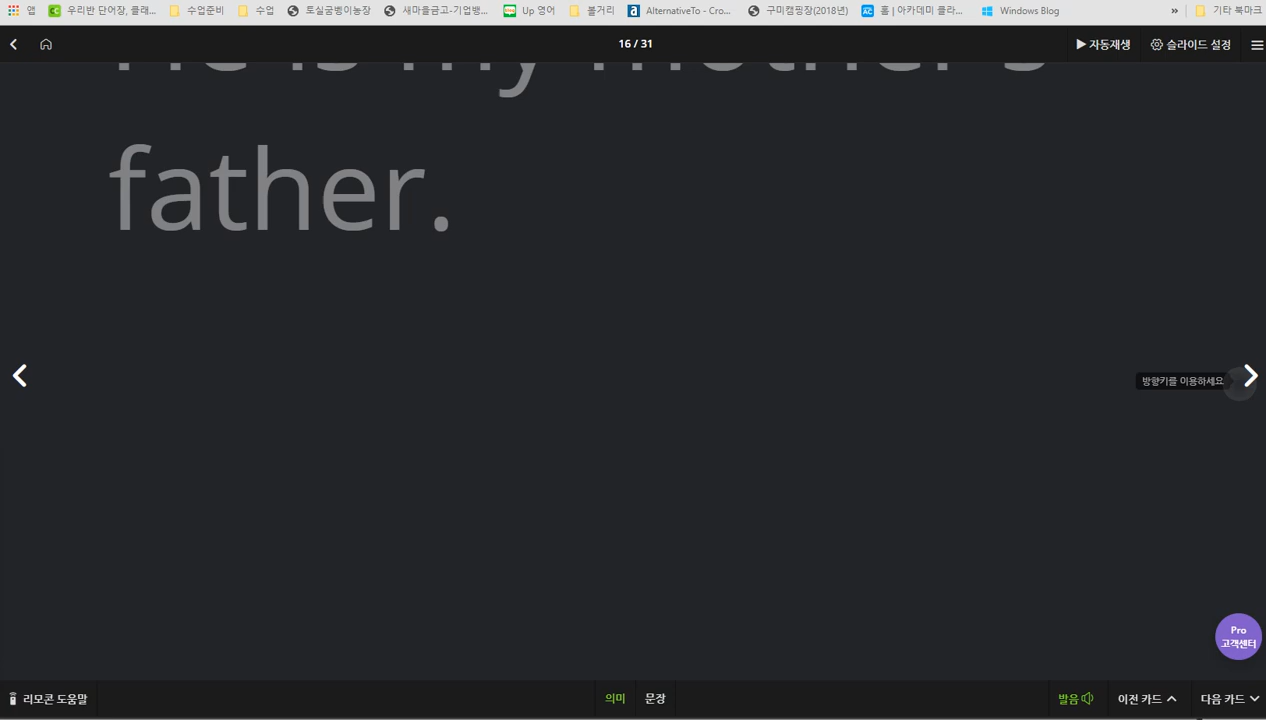 앱 우리반 단어장, 클래... 수업준비 수업 토실굼벵이농장 새마을금고-기업뱅... Up 영어 볼거리 AlternativeTo - Cro... 구미캠핑장(2018년) 홈 | 아카데미 클라... Windows Blog » 기타 북마크
16 / 31 자동재생 슬라이드 설정
He is my mother's
father.
방향키를 이용하세요
Pro
고객센터
리모콘 도움말 의미 문장 발음 이전 카드 다음 카드